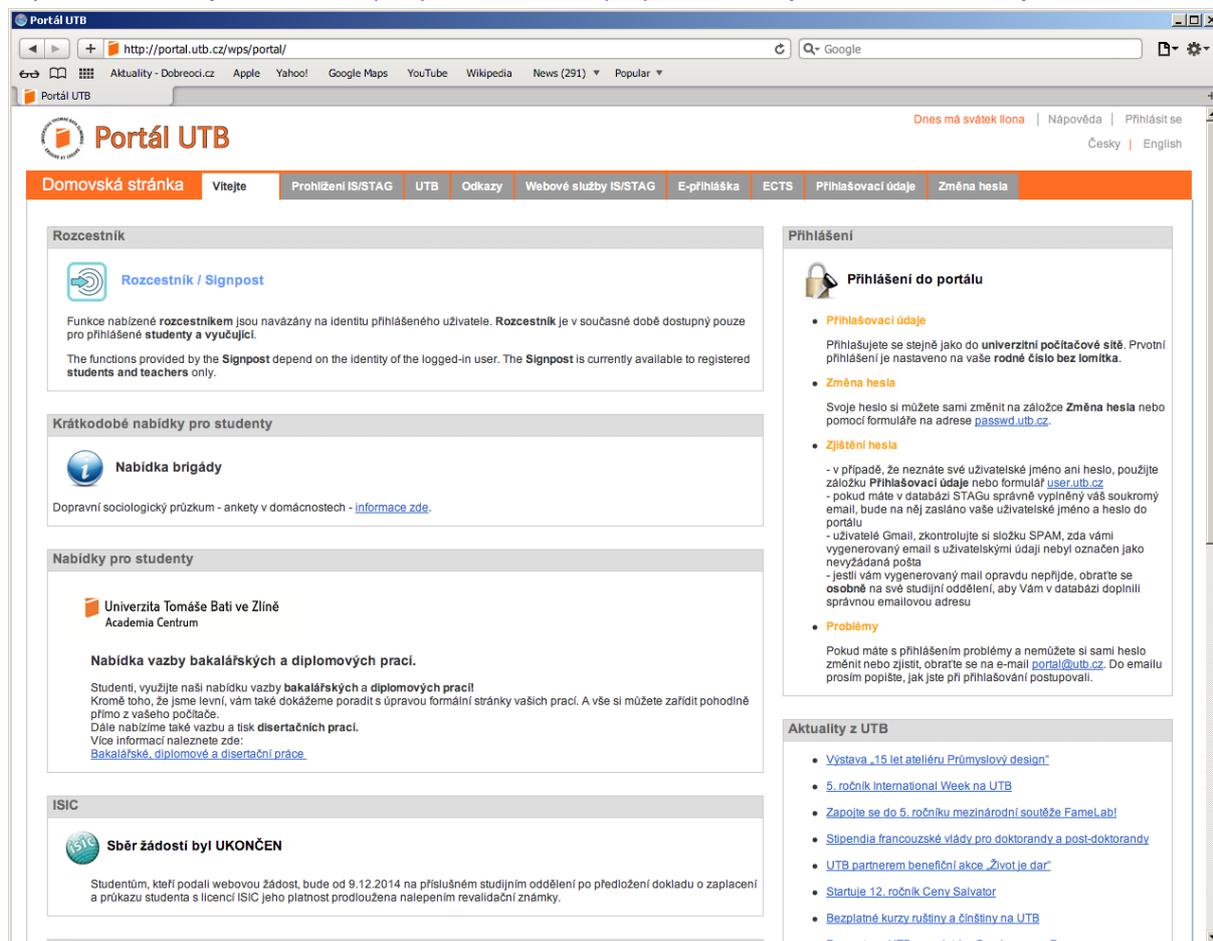 Portál UTB
http://portal.utb.cz/wps/portal/
Google
Aktuality - Dobreoci.cz Apple Yahoo! Google Maps YouTube Wikipedia News (291) Popular
Portál UTB
Dnes má svátek Ilona | Nápověda | Přihlásit se
Portál UTB
Česky | English
Domovská stránka Vítejte Prohlížení IS/STAG UTB Odkazy Webové služby IS/STAG E-přihláška ECTS Přihlašovací údaje Změna hesla
Rozcestník
Rozcestník / Signpost
Funkce nabízené rozcestníkem jsou navázány na identitu přihlášeného uživatele. Rozcestník je v současné době dostupný pouze
pro přihlášené studenty a vyučující.
The functions provided by the Signpost depend on the identity of the logged-in user. The Signpost is currently available to registered
students and teachers only.
Krátkodobé nabídky pro studenty
Nabídka brigády
Dopravní sociologický průzkum - ankety v domácnostech - informace zde.
Nabídky pro studenty
Univerzita Tomáše Bati ve Zlíně
Academia Centrum
Nabídka vazby bakalářských a diplomových prací.
Studenti, využijte naši nabídku vazby bakalářských a diplomových prací!
Kromě toho, že jsme levní, vám také dokážeme poradit s úpravou formální stránky vašich prací. A vše si můžete zařídit pohodlně
přímo z vašeho počítače.
Dále nabízíme také vazbu a tisk disertačních prací.
Více informací naleznete zde:
Bakalářské, diplomové a disertační práce
ISIC
isic
Sběr žádostí byl UKONČEN
Studentům, kteří podali webovou žádost, bude od 9.12.2014 na příslušném studijním oddělení po předložení dokladu o zaplacení
a průkazu studenta s licencí ISIC jeho platnost prodloužena nalepením revalidační známky.
Přihlášení
Přihlášení do portálu
Přihlašovací údaje
Přihlašujete se stejně jako do univerzitní počítačové sítě. Prvotní
přihlášení je nastaveno na vaše rodné číslo bez lomítka.
Změna hesla
Svoje heslo si můžete sami změnit na záložce Změna hesla nebo
pomocí formuláře na adrese passwd.utb.cz.
Zjištění hesla
- v případě, že neznáte své uživatelské jméno ani heslo, použijte
záložku Přihlašovací údaje nebo formulář user.utb.cz
- pokud máte v databázi STAGu správně vyplněný váš soukromý
email, bude na něj zasláno vaše uživatelské jméno a heslo do
portálu
- uživatelé Gmail, zkontrolujte si složku SPAM, zda vámi
vygenerovaný email s uživatelskými údaji nebyl označen jako
nevyžádaná pošta
- jestli vám vygenerovaný mail opravdu nepřijde, obraťte se
osobně na své studijní oddělení, aby Vám v databázi doplnili
správnou emailovou adresu
Problémy
Pokud máte s přihlášením problémy a nemůžete si sami heslo
změnit nebo zjistit, obraťte se na e-mail portal@utb.cz. Do emailu
prosím popište, jak jste při přihlašování postupovali.
Aktuality z UTB
Výstava „15 let ateliéru Průmyslový design"
5. ročník International Week na UTB
Zapojte se do 5. ročníku mezinárodní soutěže FameLab!
Stipendia francouzské vlády pro doktorandy a post-doktorandy
UTB partnerem benefiční akce „Život je dar"
Startuje 12. ročník Ceny Salvator
Bezplatné kurzy ruštiny a čínštiny na UTB